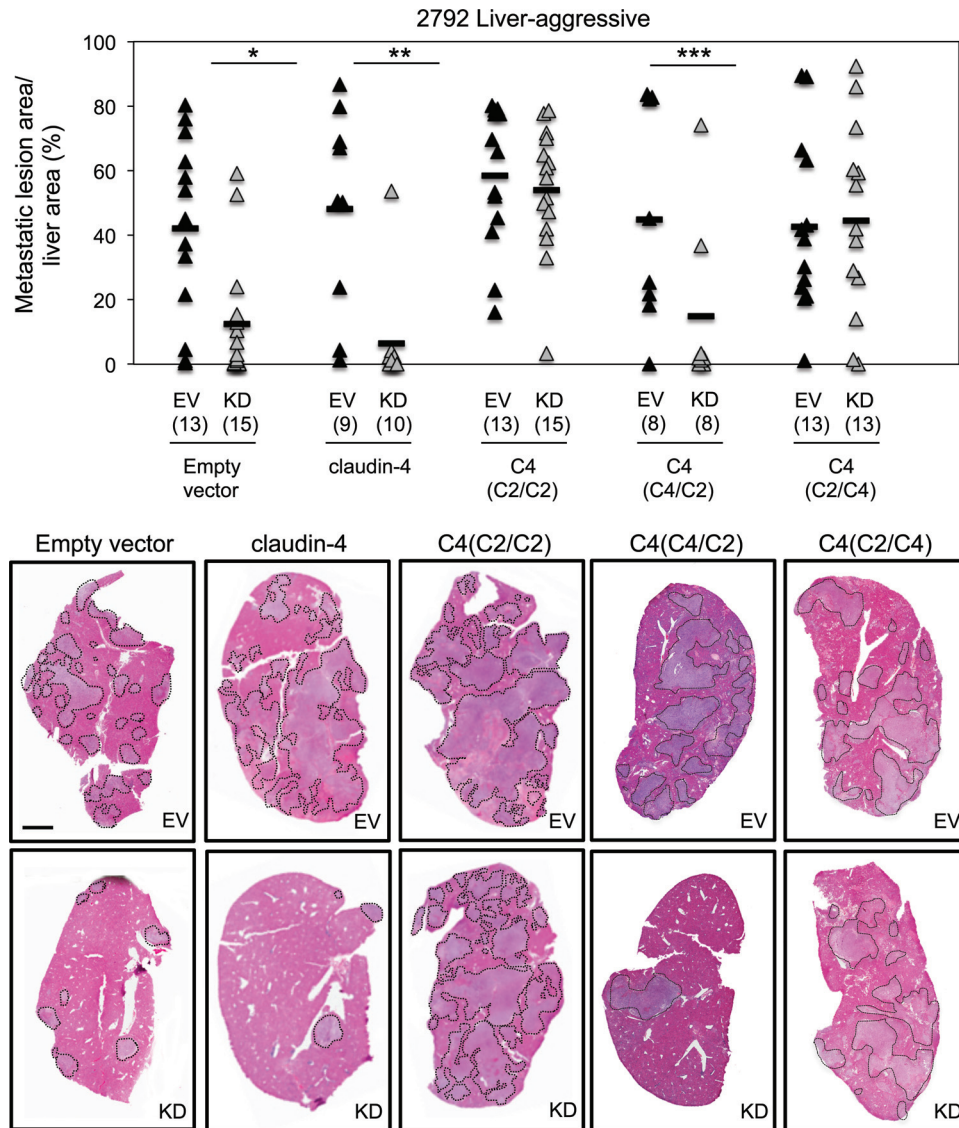 2792 Liver-aggressive
Metastatic lesion area/
liver area (%)
100
80
60
40
20
0
* ** ***
EV KD EV KD EV KD EV KD EV KD
(13) (15) (9) (10) (13) (15) (8) (8) (13) (13)
Empty claudin-4 C4 C4 C4
vector (C2/C2) (C4/C2) (C2/C4)
Empty vector claudin-4 C4(C2/C2) C4(C4/C2) C4(C2/C4)
EV EV EV EV EV
KD KD KD KD KD